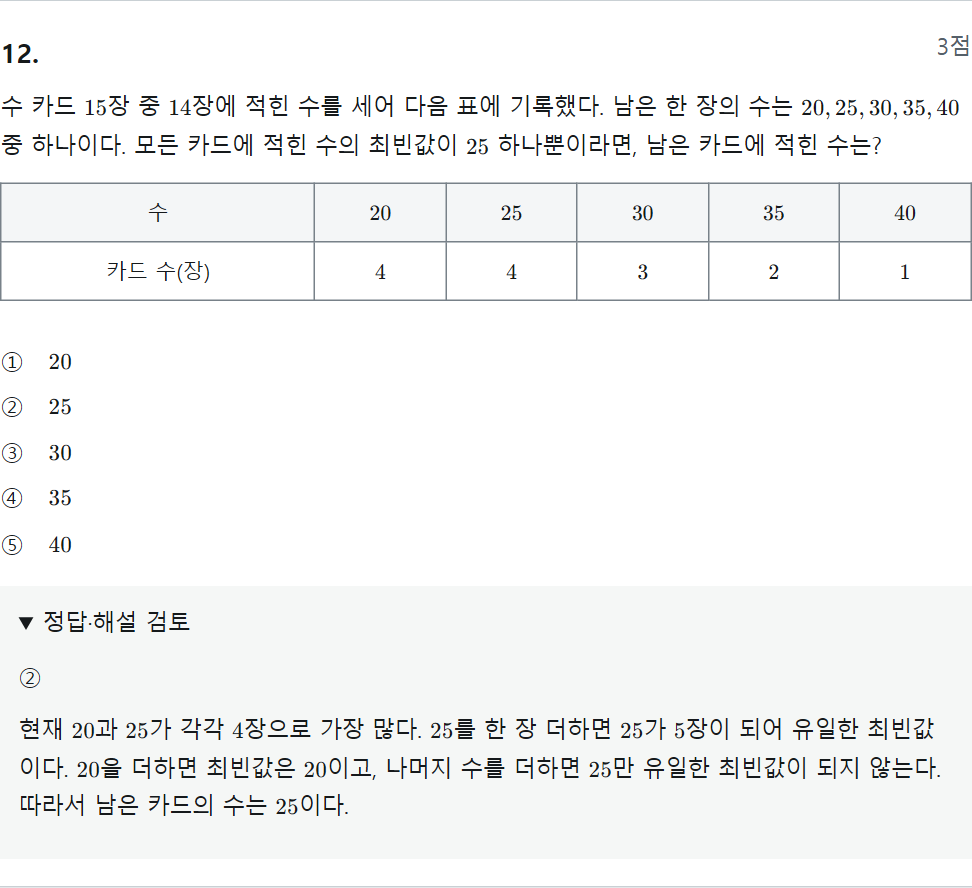 12.
3점
수 카드 15장 중 14장에 적힌 수를 세어 다음 표에 기록했다. 남은 한 장의 수는 20, 25, 30, 35, 40
중 하나이다. 모든 카드에 적힌 수의 최빈값이 25 하나뿐이라면, 남은 카드에 적힌 수는?
수 20 25 30 35 40
카드 수(장) 4 4 3 2 1
① 20
② 25
③ 30
④ 35
⑤ 40
▼ 정답·해설 검토
②
현재 20과 25가 각각 4장으로 가장 많다. 25를 한 장 더하면 25가 5장이 되어 유일한 최빈값
이다. 20을 더하면 최빈값은 20이고, 나머지 수를 더하면 25만 유일한 최빈값이 되지 않는다.
따라서 남은 카드의 수는 25이다.